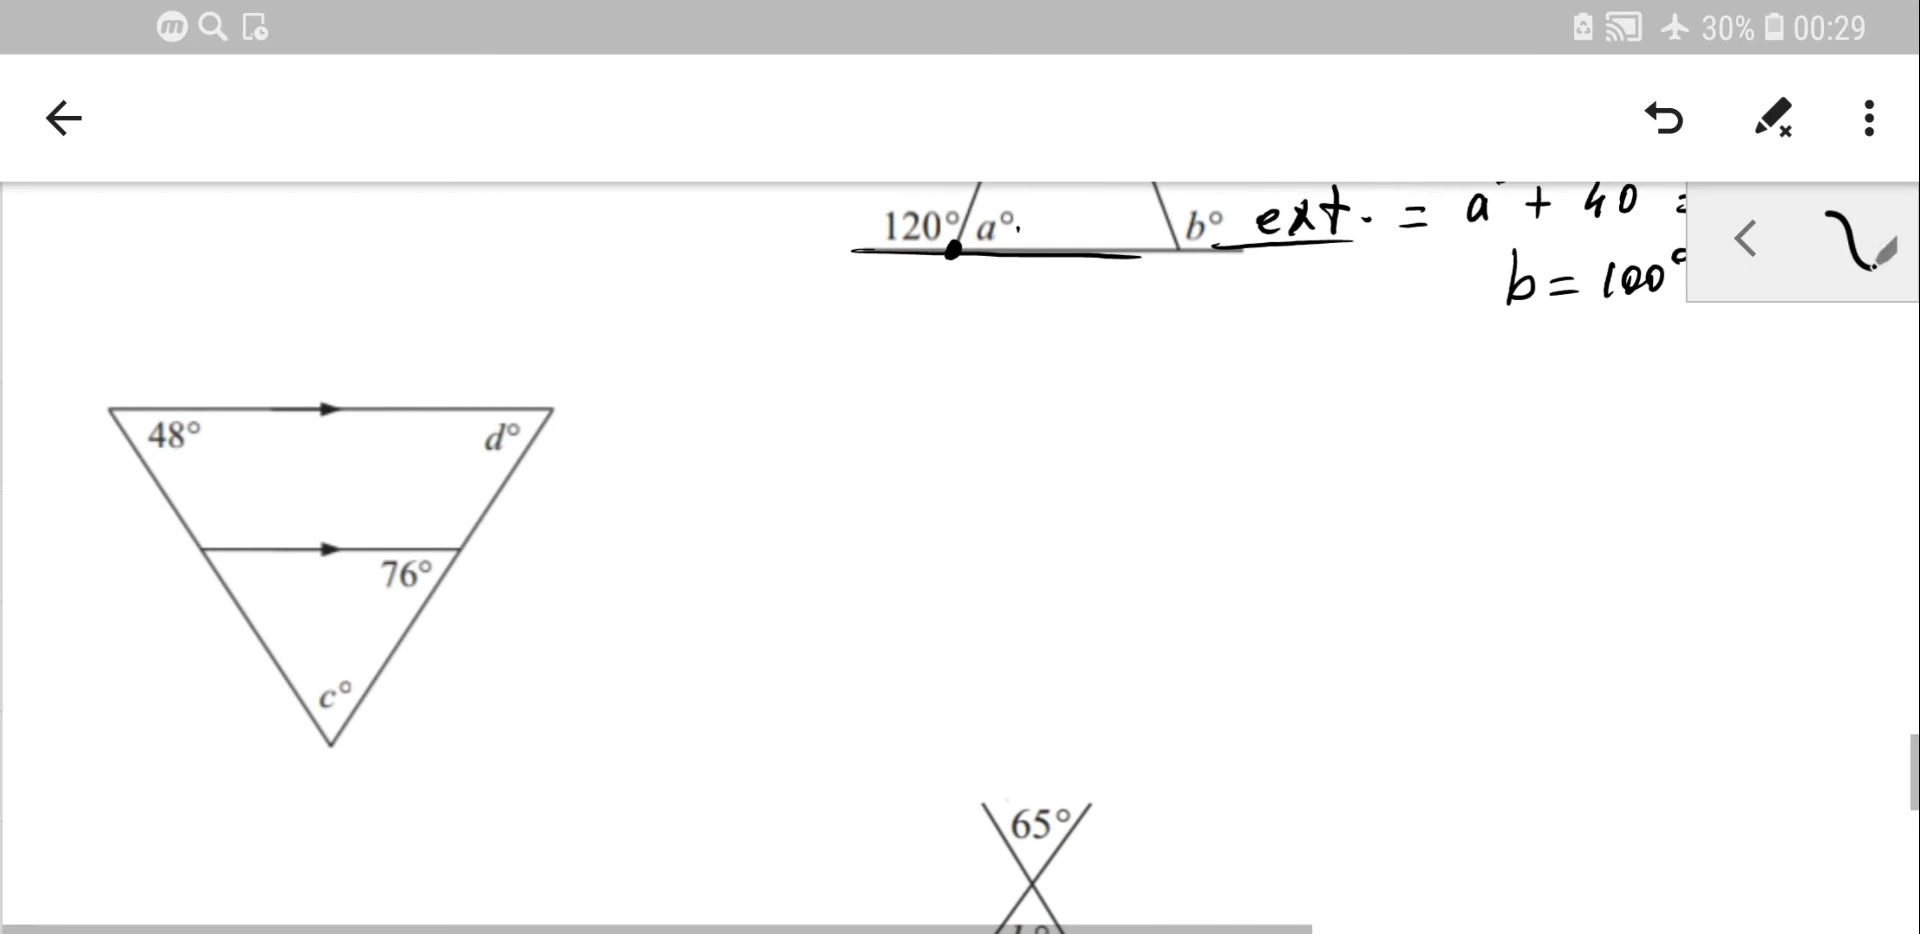 30% 00:29
120° a° b° ext. = a + 40 =
b = 100°
48° d°
76°
c°
65°